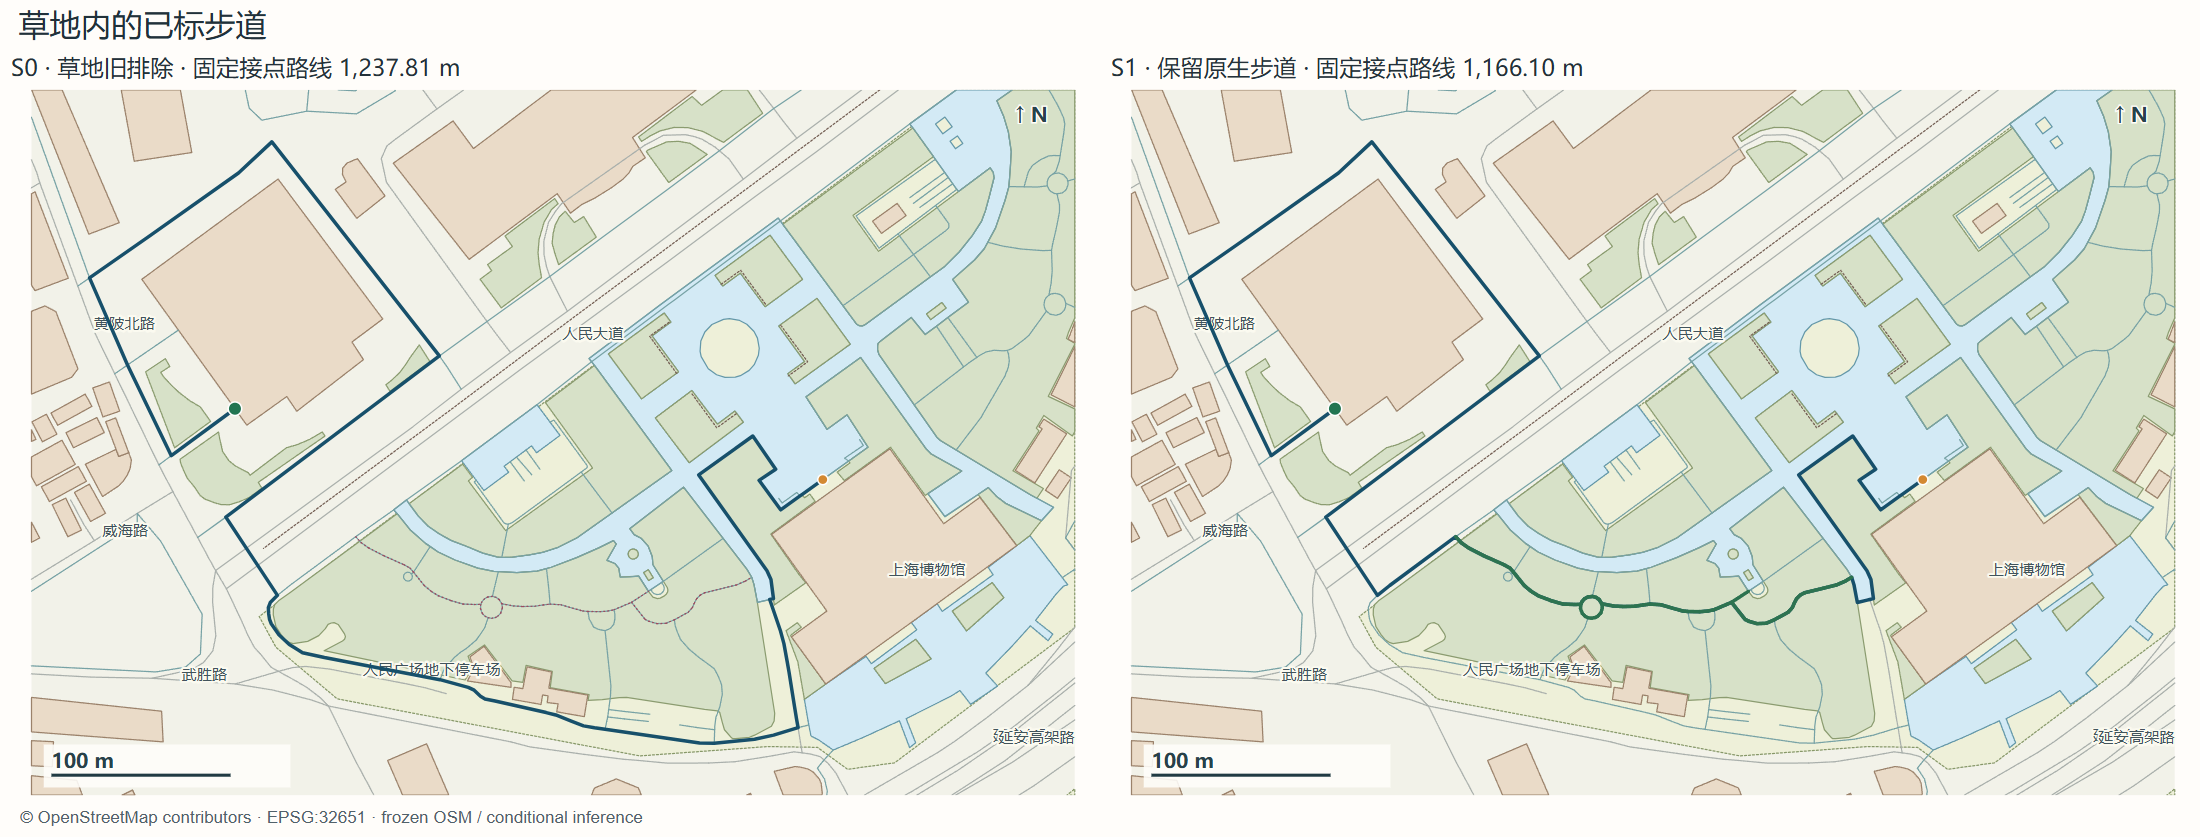 草地内的已标步道
S0 · 草地旧排除 · 固定接点路线 1,237.81 m
↑ N
黄陂北路
人民大道
威海路
上海博物馆
人民广场地下停车场
武胜路
延安高架路
100 m
S1 · 保留原生步道 · 固定接点路线 1,166.10 m
↑ N
黄陂北路
人民大道
威海路
上海博物馆
人民广场地下停车场
武胜路
延安高架路
100 m
© OpenStreetMap contributors · EPSG:32651 · frozen OSM / conditional inference